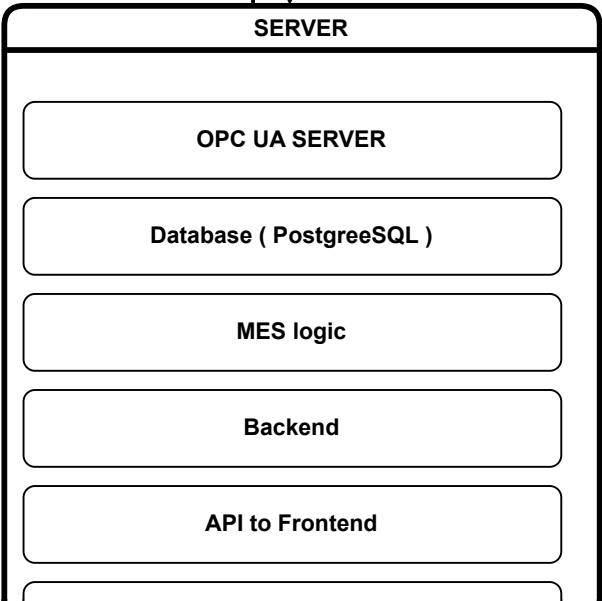 SERVER
OPC UA SERVER
Database ( PostgreeSQL )
MES logic
Backend
API to Frontend